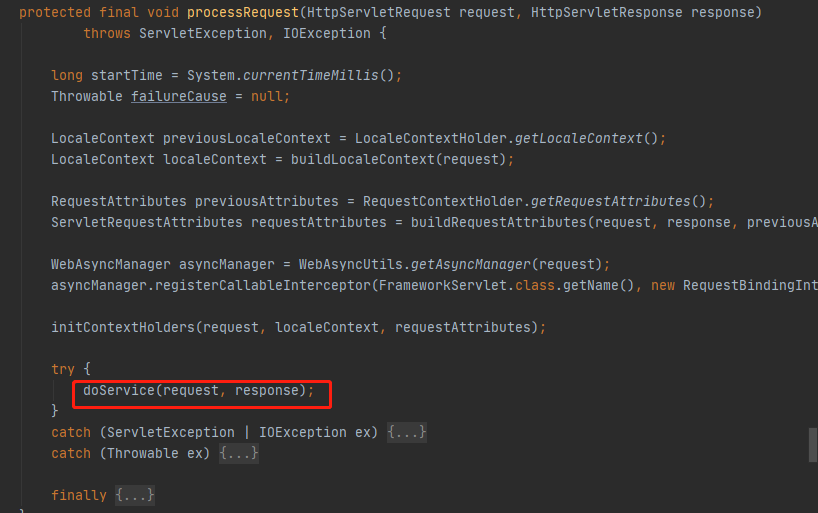 protected final void processRequest(HttpServletRequest request, HttpServletResponse response)
throws ServletException, IOException {
long startTime = System.currentTimeMillis();
Throwable failureCause = null;
LocaleContext previousLocaleContext = LocaleContextHolder.getLocaleContext();
LocaleContext localeContext = buildLocaleContext(request);
RequestAttributes previousAttributes = RequestContextHolder.getRequestAttributes();
ServletRequestAttributes requestAttributes = buildRequestAttributes(request, response, previousA
WebAsyncManager asyncManager = WebAsyncUtils.getAsyncManager(request);
asyncManager.registerCallableInterceptor(FrameworkServlet.class.getName(), new RequestBindingInt
initContextHolders(request, localeContext, requestAttributes);
try {
doService(request, response);
}
catch (ServletException | IOException ex) {...}
catch (Throwable ex) {...}
finally {...}